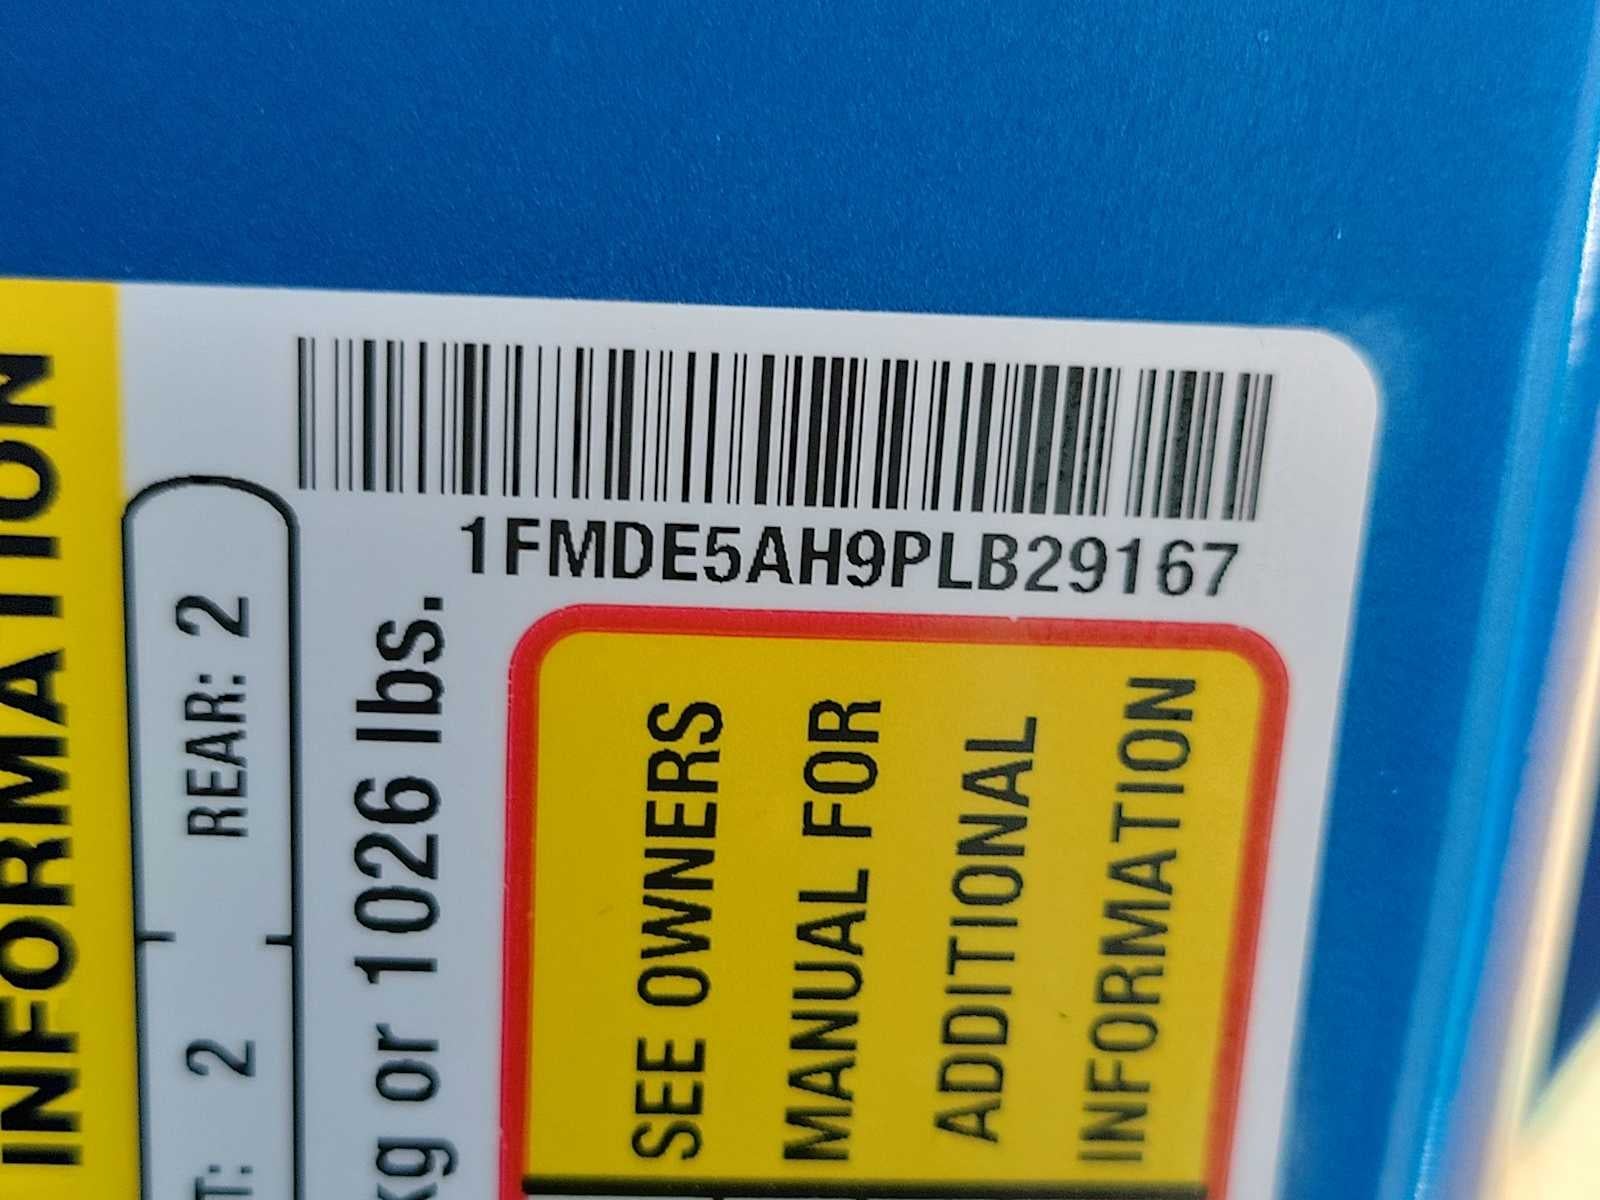 1FMDE5AH9PLB29167
INFORMATION
T: 2 REAR: 2
kg or 1026 lbs.
SEE OWNERS
MANUAL FOR
ADDITIONAL
INFORMATION